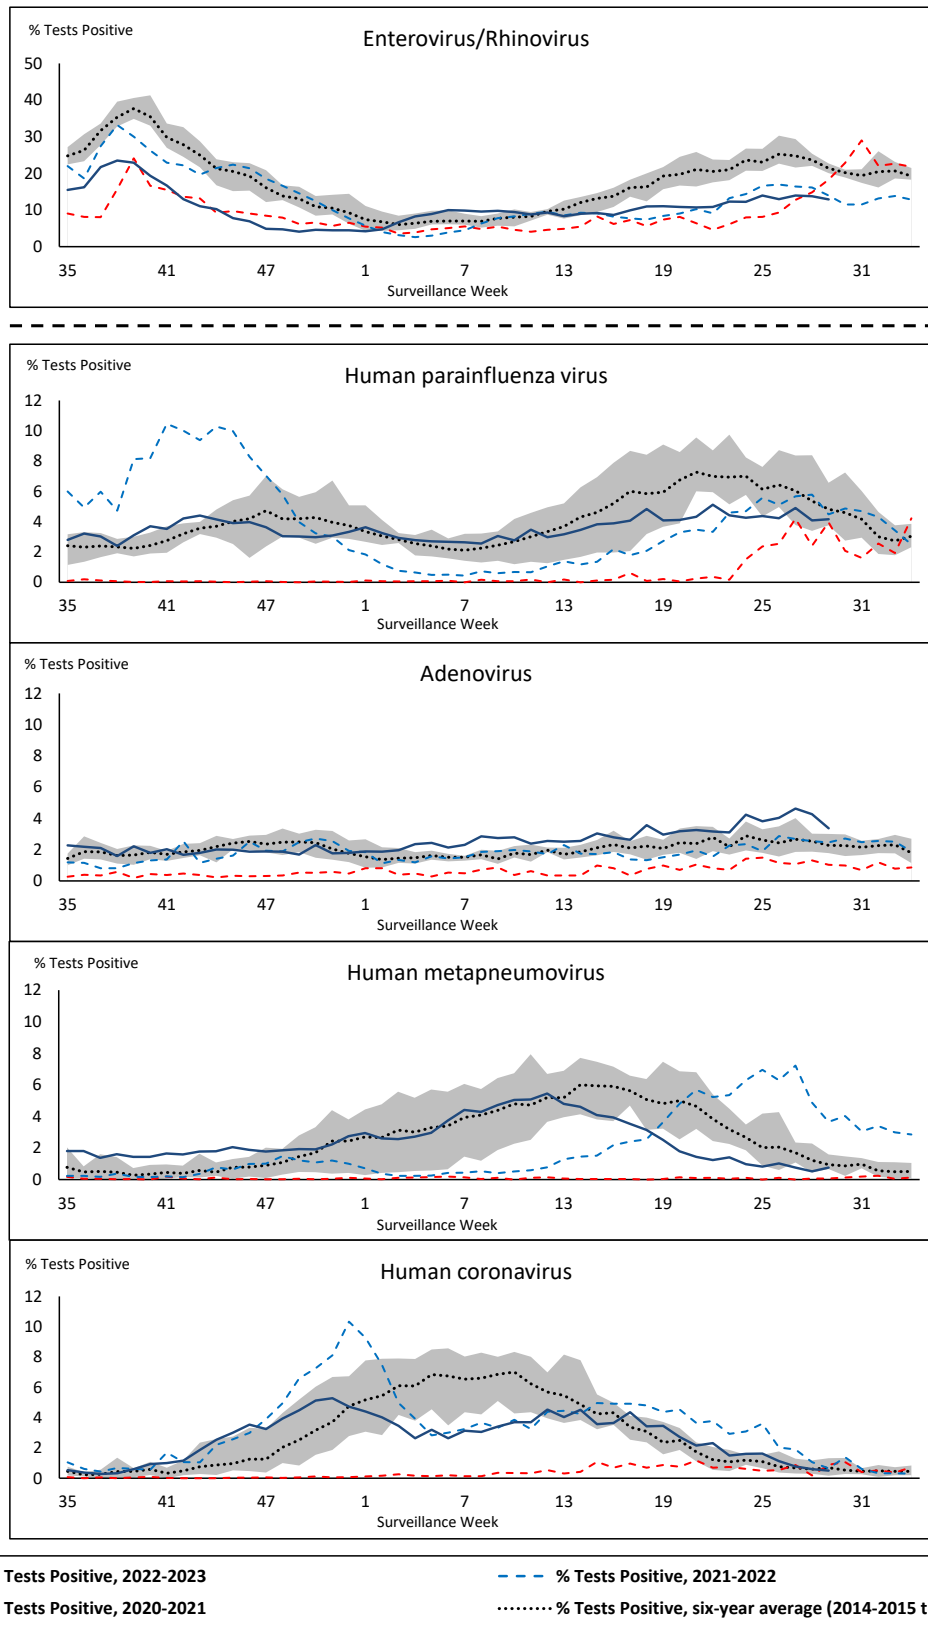 % Tests Positive
Enterovirus/Rhinovirus
50
40
30
20
10
0
35 41 47 1 7 13 19 25 31
Surveillance Week
% Tests Positive
Human parainfluenza virus
12
10
8
6
4
2
0
35 41 47 1 7 13 19 25 31
Surveillance Week
% Tests Positive
Adenovirus
12
10
8
6
4
2
0
35 41 47 1 7 13 19 25 31
Surveillance Week
% Tests Positive
Human metapneumovirus
12
10
8
6
4
2
0
35 41 47 1 7 13 19 25 31
Surveillance Week
% Tests Positive
Human coronavirus
12
10
8
6
4
2
0
35 41 47 1 7 13 19 25 31
Surveillance Week
Tests Positive, 2022-2023 % Tests Positive, 2021-2022
Tests Positive, 2020-2021 % Tests Positive, six-year average (2014-2015 t